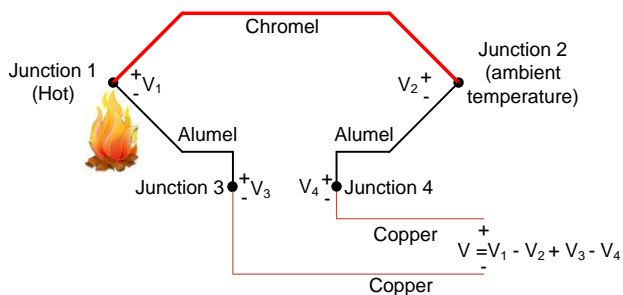 Chromel
Junction 1
(Hot)
+
-
V₁
V₂
+
-
Junction 2
(ambient
temperature)
Alumel
Alumel
Junction 3
+
-
V₃
V₄
+
-
Junction 4
Copper
+
V = V₁ - V₂ + V₃ - V₄
-
Copper